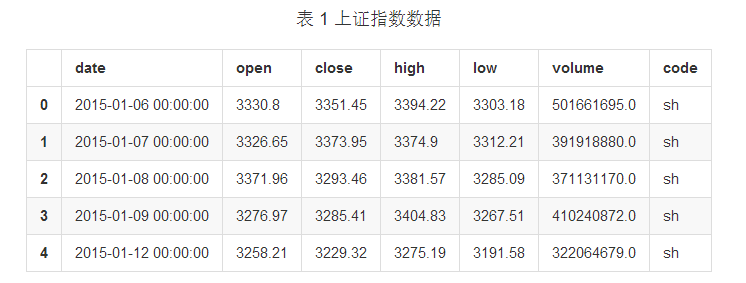 表 1 上证指数数据
date open close high low volume code
0 2015-01-06 00:00:00 3330.8 3351.45 3394.22 3303.18 501661695.0 sh
1 2015-01-07 00:00:00 3326.65 3373.95 3374.9 3312.21 391918880.0 sh
2 2015-01-08 00:00:00 3371.96 3293.46 3381.57 3285.09 371131170.0 sh
3 2015-01-09 00:00:00 3276.97 3285.41 3404.83 3267.51 410240872.0 sh
4 2015-01-12 00:00:00 3258.21 3229.32 3275.19 3191.58 322064679.0 sh